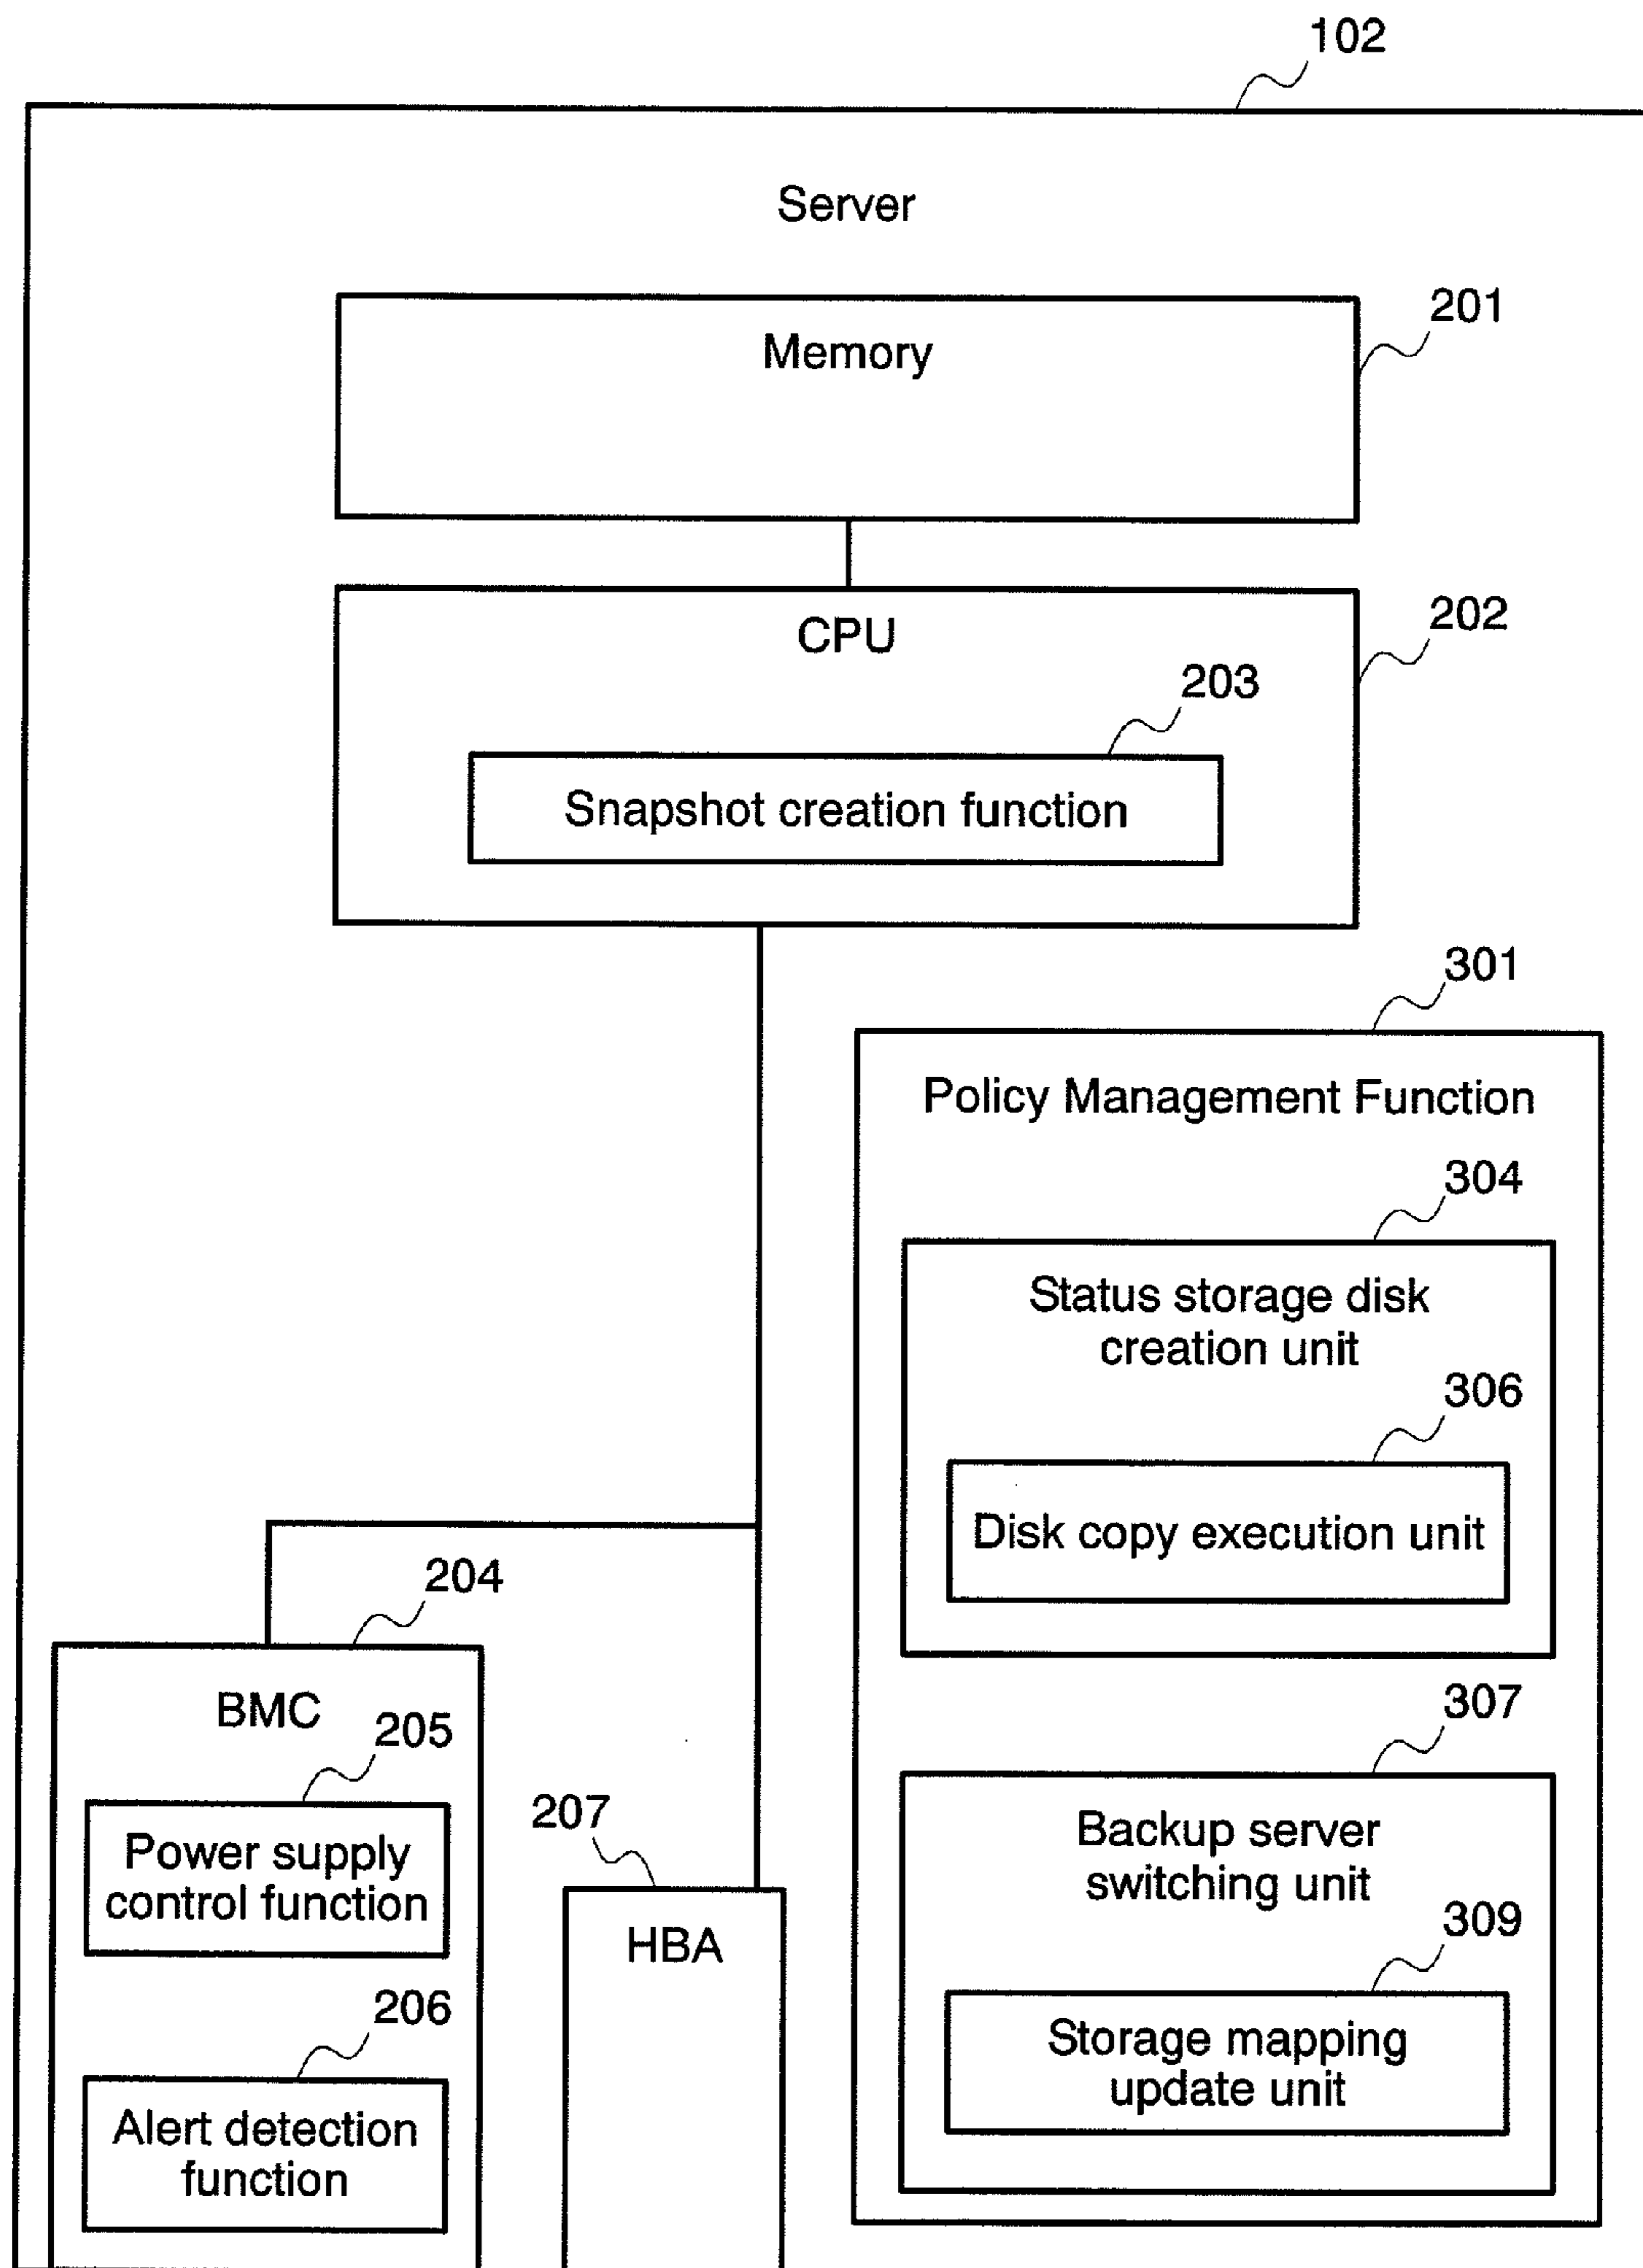 102
Server
201
Memory
202
CPU
203
Snapshot creation function
301
Policy Management Function
304
Status storage disk
creation unit
306
Disk copy execution unit
204
BMC
205
Power supply
control function
206
Alert detection
function
207
HBA
307
Backup server
switching unit
309
Storage mapping
update unit